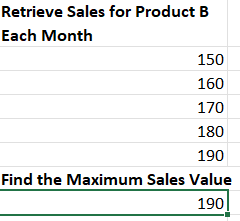 Retrieve Sales for Product B
Each Month
150
160
170
180
190
Find the Maximum Sales Value
190